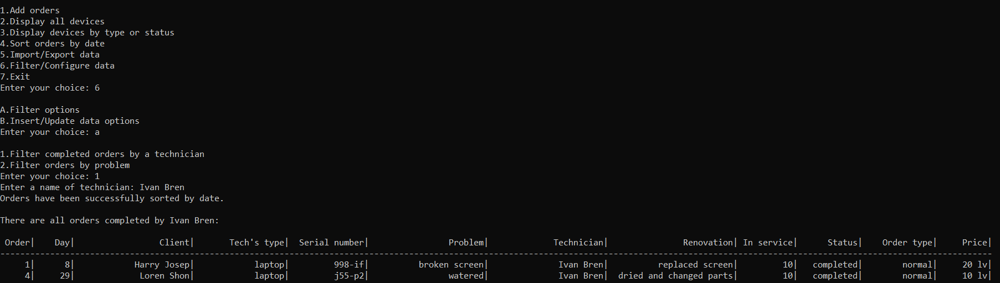 1.Add orders
2.Display all devices
3.Display devices by type or status
4.Sort orders by date
5.Import/Export data
6.Filter/Configure data
7.Exit
Enter your choice: 6
A.Filter options
B.Insert/Update data options
Enter your choice: a
1.Filter completed orders by a technician
2.Filter orders by problem
Enter your choice: 1
Enter a name of technician: Ivan Bren
Orders have been successfully sorted by date.
There are all orders completed by Ivan Bren:
Order| Day| Client| Tech's type| Serial number| Problem| Technician| Renovation| In service| Status| Order type| Price|
1| 8| Harry Josep| laptop| 998-if| broken screen| Ivan Bren| replaced screen| 10| completed| normal| 20 lv|
4| 29| Loren Shon| laptop| j55-p2| watered| Ivan Bren| dried and changed parts| 10| completed| normal| 10 lv|